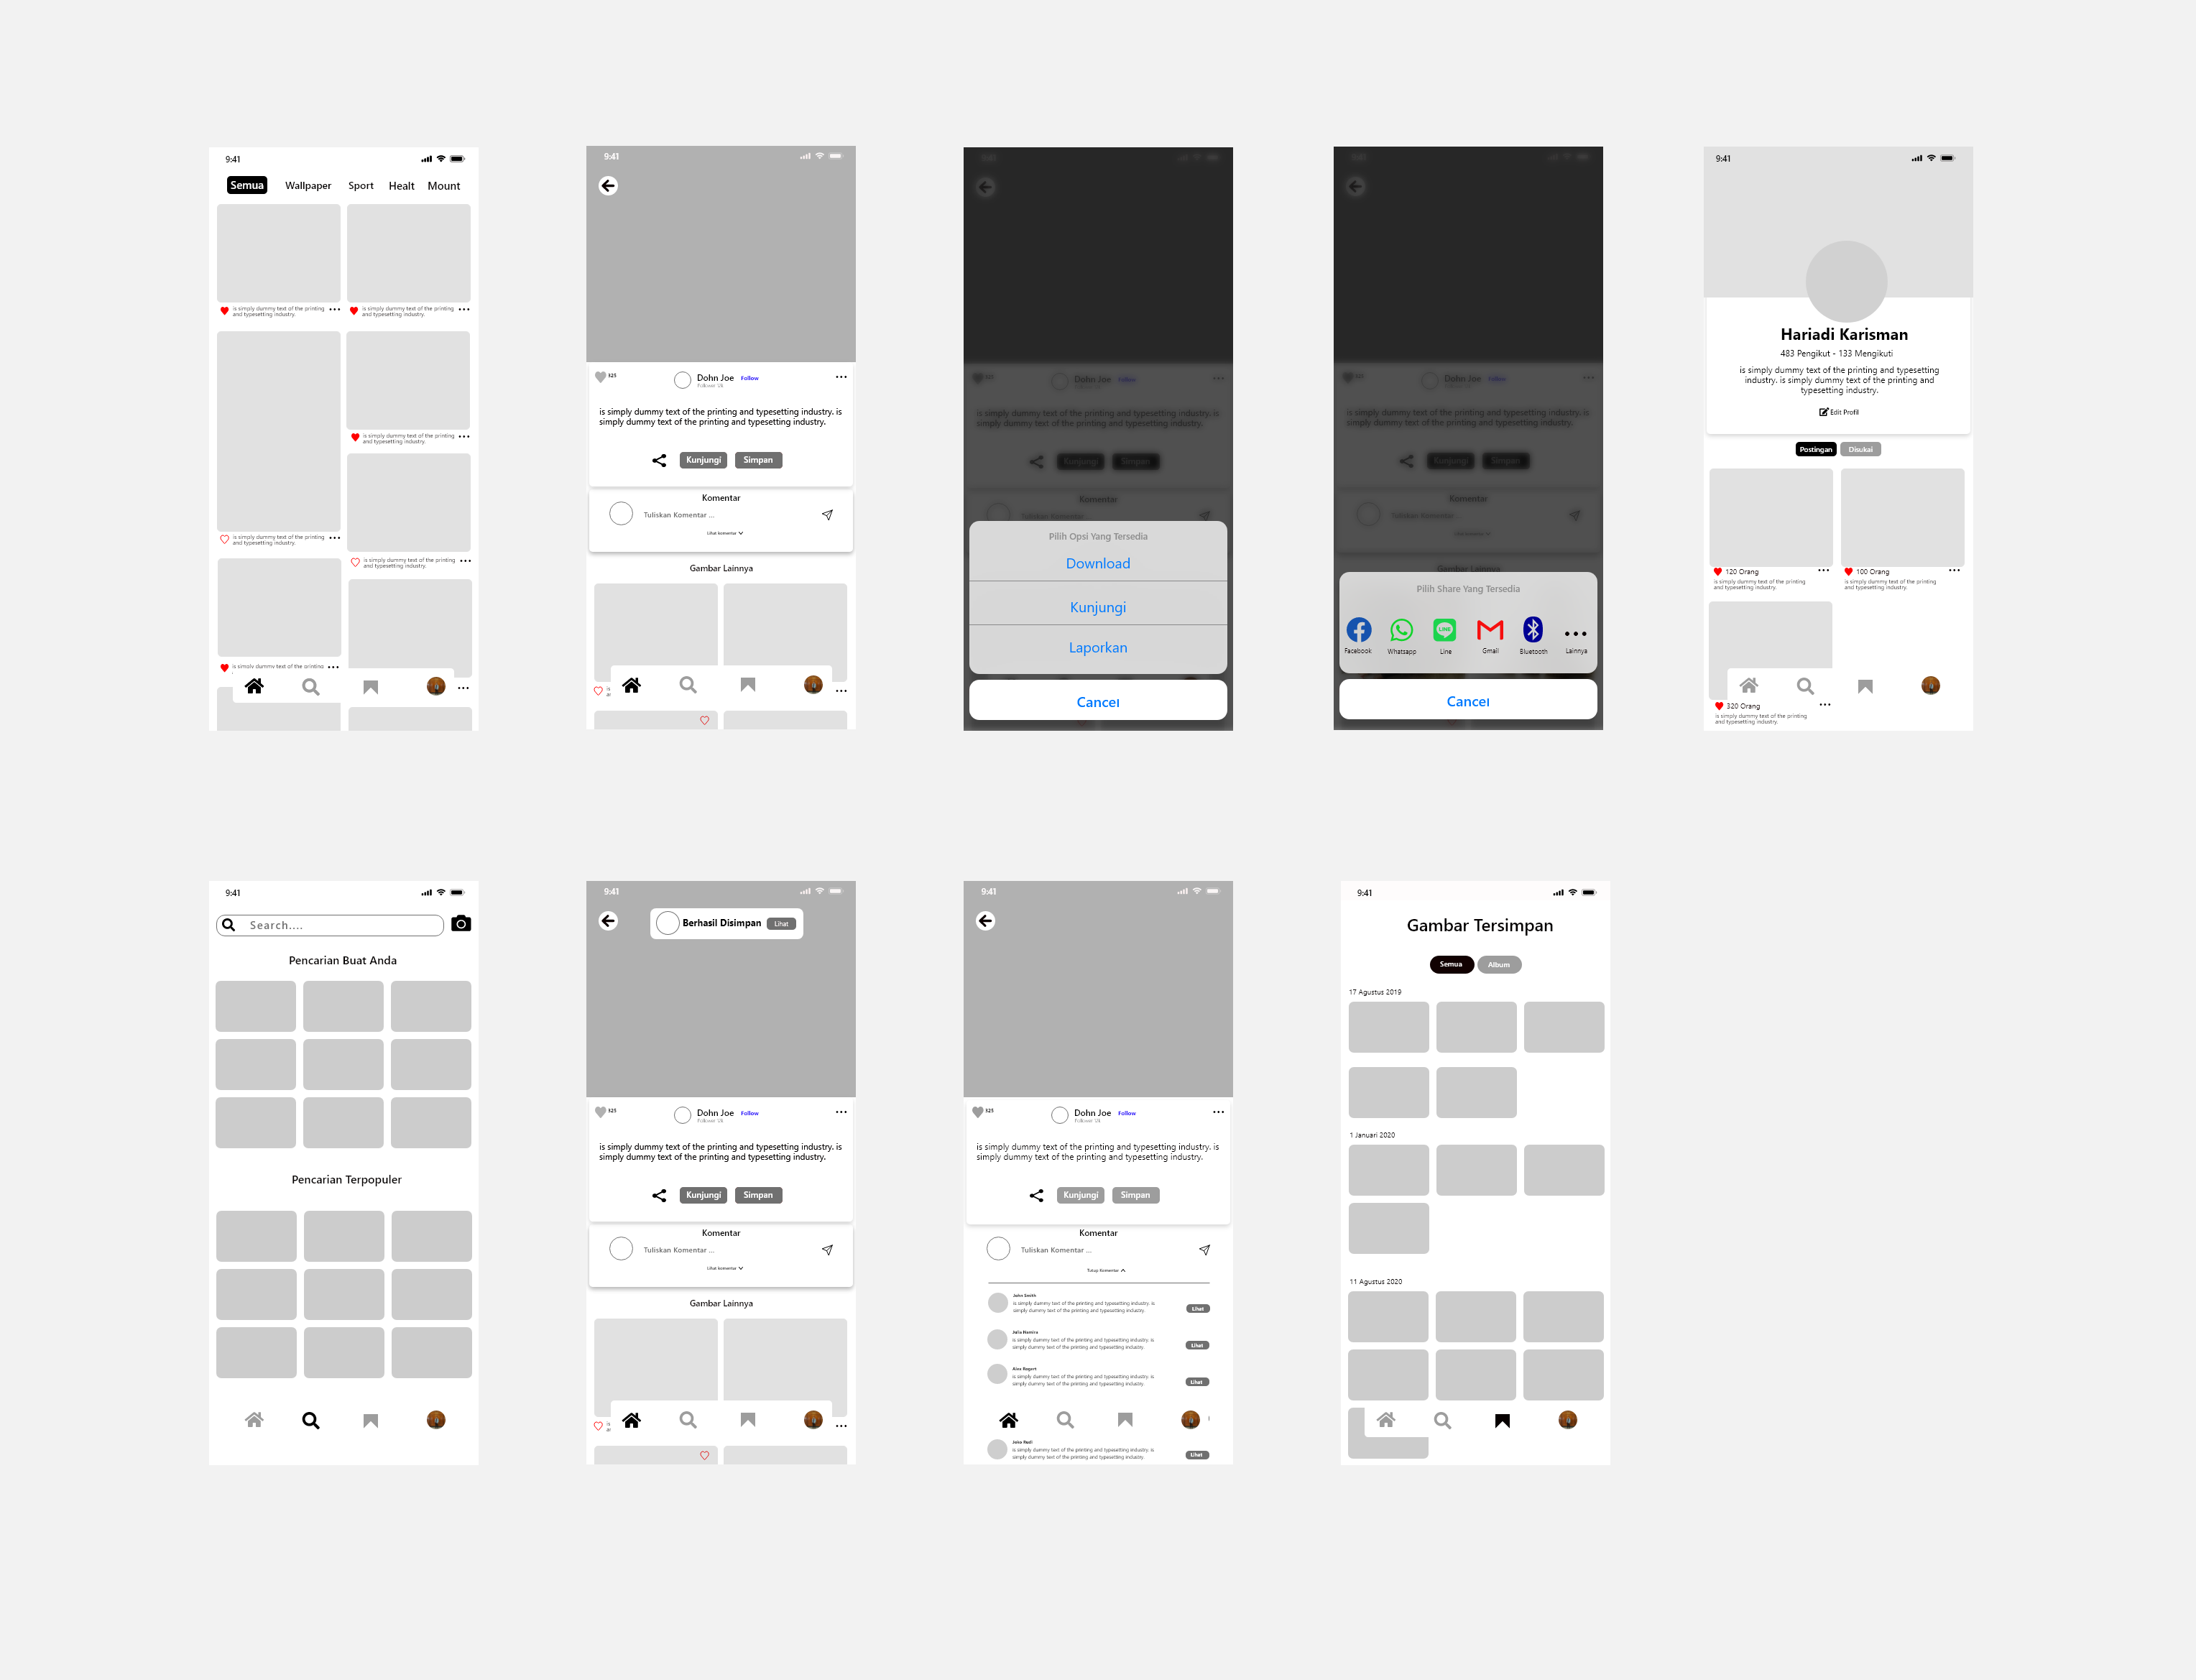 9:41
Semua Wallpaper Sport Healt Mount
is simply dummy text of the printing
and typesetting industry.
is simply dummy text of the printing
and typesetting industry.
is simply dummy text of the printing
and typesetting industry.
is simply dummy text of the printing
and typesetting industry.
is simply dummy text of the printing
and typesetting industry.
is simply dummy text of the printing
9:41
325
Dohn Joe Follow
is simply dummy text of the printing and typesetting industry. is
simply dummy text of the printing and typesetting industry.
Kunjungi Simpan
Komentar
Tuliskan Komentar ...
Lihat komentar
Gambar Lainnya
9:41
Dohn Joe Follow
is simply dummy text of the printing and typesetting industry. is
simply dummy text of the printing and typesetting industry.
Kunjungi Simpan
Komentar
Tuliskan Komentar ...
Pilih Opsi Yang Tersedia
Download
Kunjungi
Laporkan
Cancel
9:41
Dohn Joe Follow
is simply dummy text of the printing and typesetting industry. is
simply dummy text of the printing and typesetting industry.
Kunjungi Simpan
Komentar
Tuliskan Komentar ...
Gambar Lainnya
Pilih Share Yang Tersedia
LINE
Facebook Whatsapp Line Gmail Bluetooth Lainnya
Cancel
9:41
Hariadi Karisman
483 Pengikut - 133 Mengikuti
is simply dummy text of the printing and typesetting
industry. is simply dummy text of the printing and
typesetting industry.
Edit Profil
Postingan Disukai
120 Orang
is simply dummy text of the printing
and typesetting industry.
100 Orang
is simply dummy text of the printing
and typesetting industry.
320 Orang
is simply dummy text of the printing
and typesetting industry.
9:41
Search....
Pencarian Buat Anda
Pencarian Terpopuler
9:41
Berhasil Disimpan Lihat
325
Dohn Joe Follow
is simply dummy text of the printing and typesetting industry. is
simply dummy text of the printing and typesetting industry.
Kunjungi Simpan
Komentar
Tuliskan Komentar ...
Lihat komentar
Gambar Lainnya
9:41
325
Dohn Joe Follow
is simply dummy text of the printing and typesetting industry. is
simply dummy text of the printing and typesetting industry.
Kunjungi Simpan
Komentar
Tuliskan Komentar ...
Tutup Komentar
John Smith
is simply dummy text of the printing and typesetting industry. is
simply dummy text of the printing and typesetting industry.
Lihat
is simply dummy text of the printing and typesetting industry. is
simply dummy text of the printing and typesetting industry.
Lihat
is simply dummy text of the printing and typesetting industry. is
simply dummy text of the printing and typesetting industry.
Lihat
is simply dummy text of the printing and typesetting industry. is
simply dummy text of the printing and typesetting industry.
Lihat
9:41
Gambar Tersimpan
Semua Album
17 Agustus 2019
1 Januari 2020
11 Agustus 2020